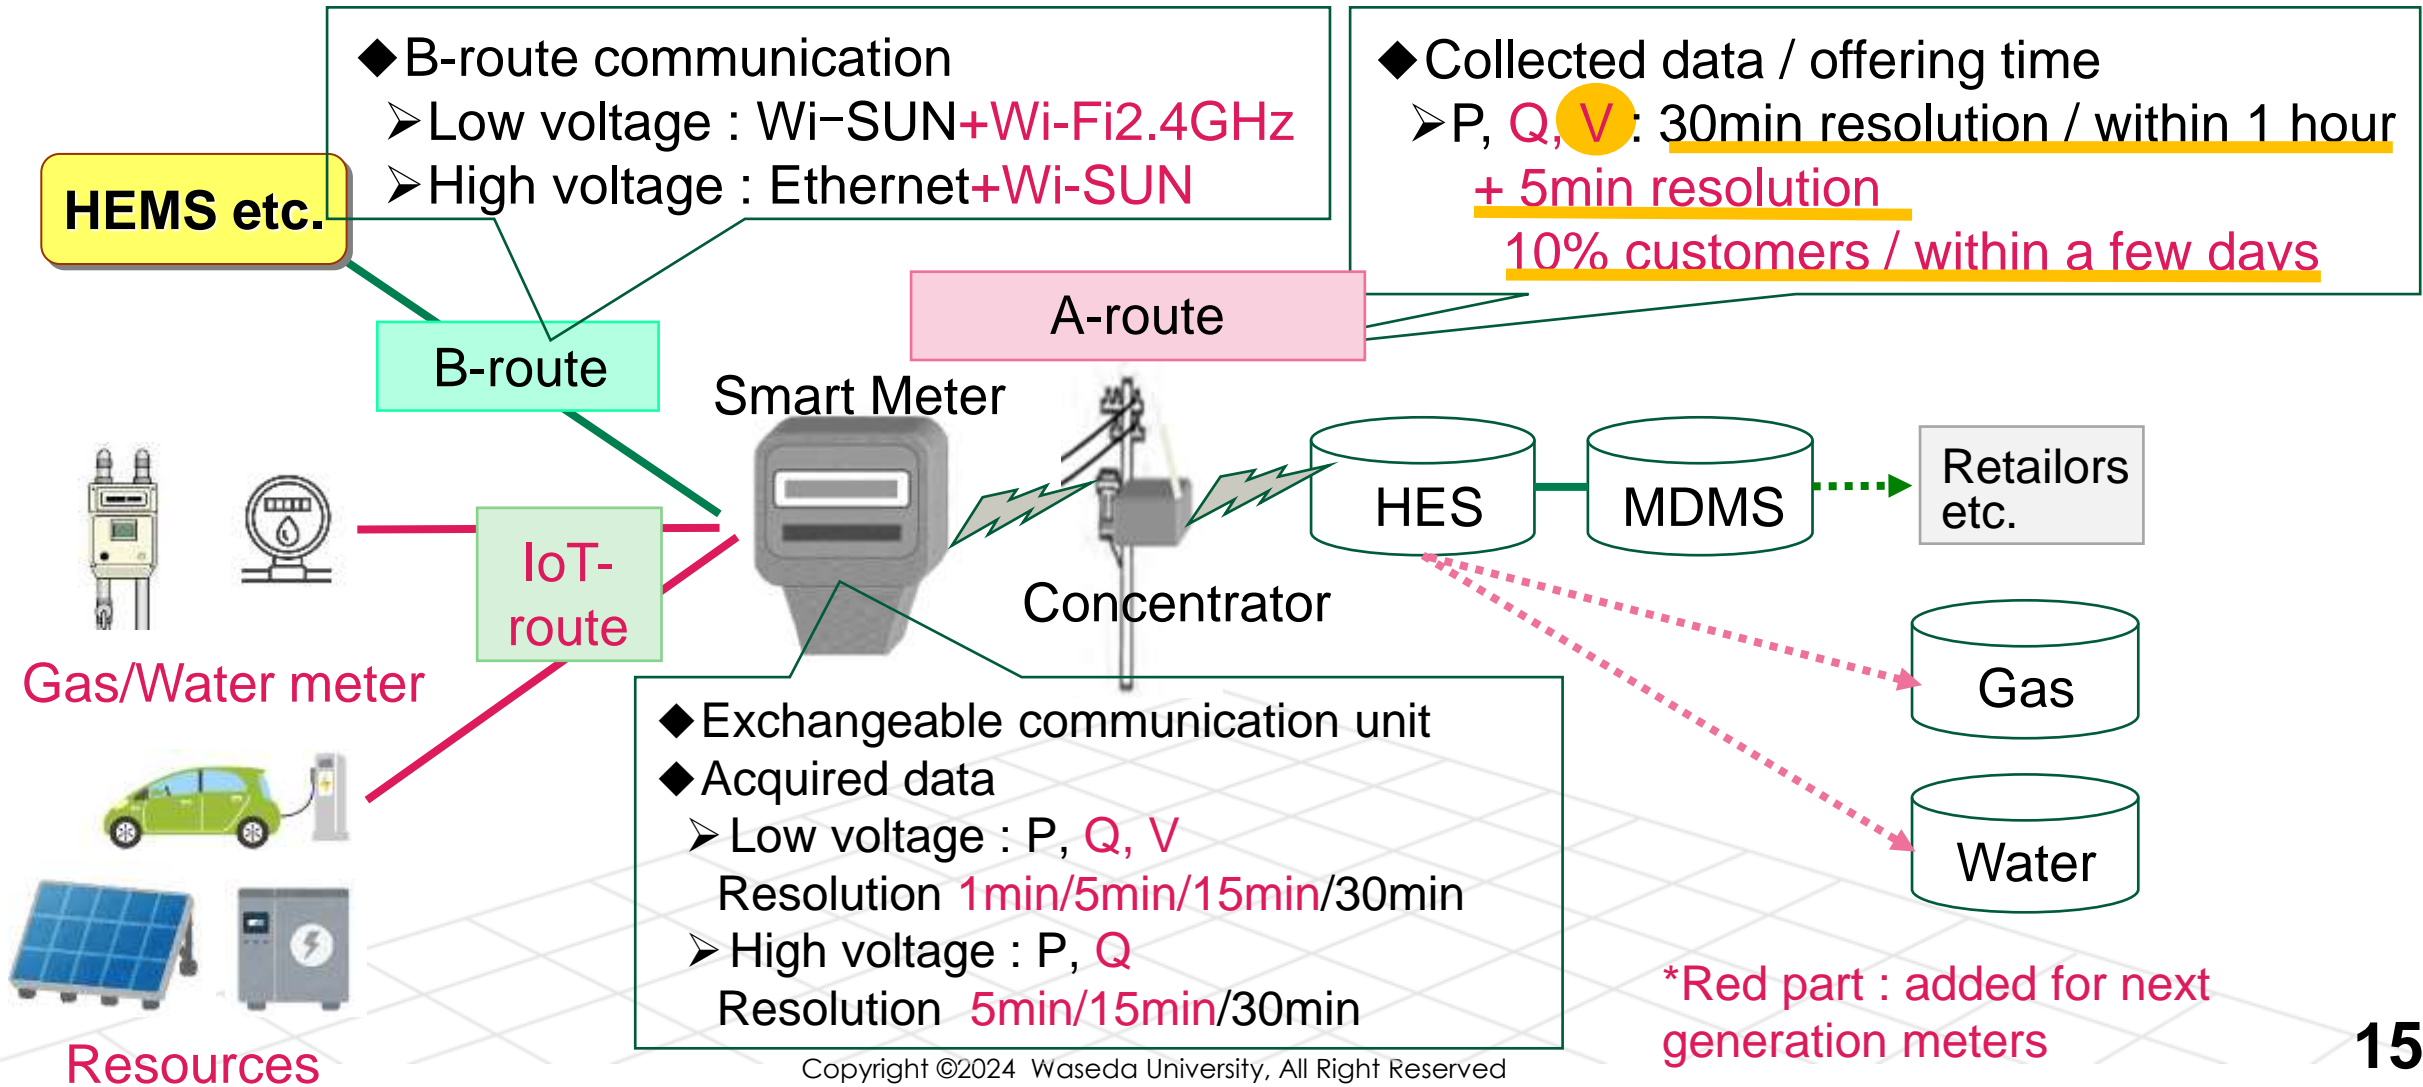 ◆B-route communication
➢Low voltage : Wi-SUN+Wi-Fi2.4GHz
➢High voltage : Ethernet+Wi-SUN
◆Collected data / offering time
➢P, Q, V : 30min resolution / within 1 hour
+ 5min resolution
10% customers / within a few days
HEMS etc.
A-route
B-route
Smart Meter
HES
MDMS
Retailors
etc.
IoT-
route
Concentrator
Gas/Water meter
Gas
◆Exchangeable communication unit
◆Acquired data
➢Low voltage : P, Q, V
Resolution 1min/5min/15min/30min
➢High voltage : P, Q
Resolution 5min/15min/30min
Water
*Red part : added for next
generation meters
Resources
Copyright ©2024 Waseda University, All Right Reserved
15